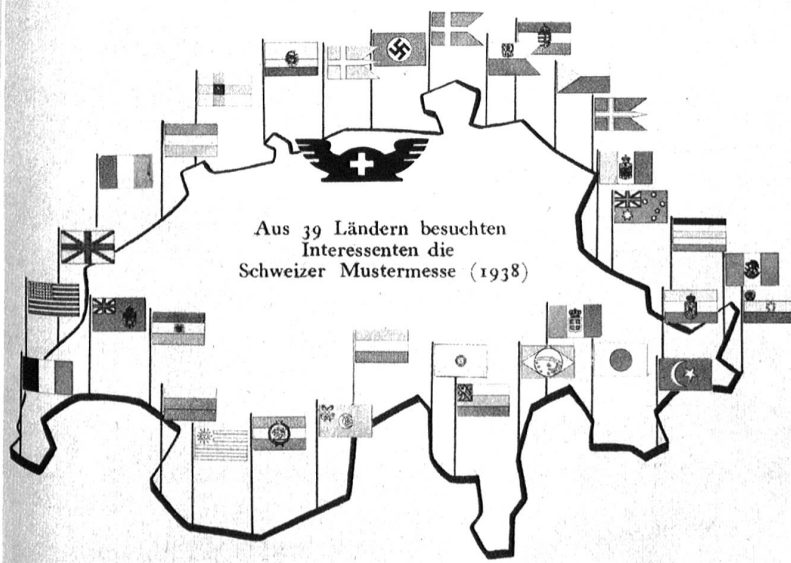 Aus 39 Ländern besuchten
Interessenten die
Schweizer Mustermesse (1938)